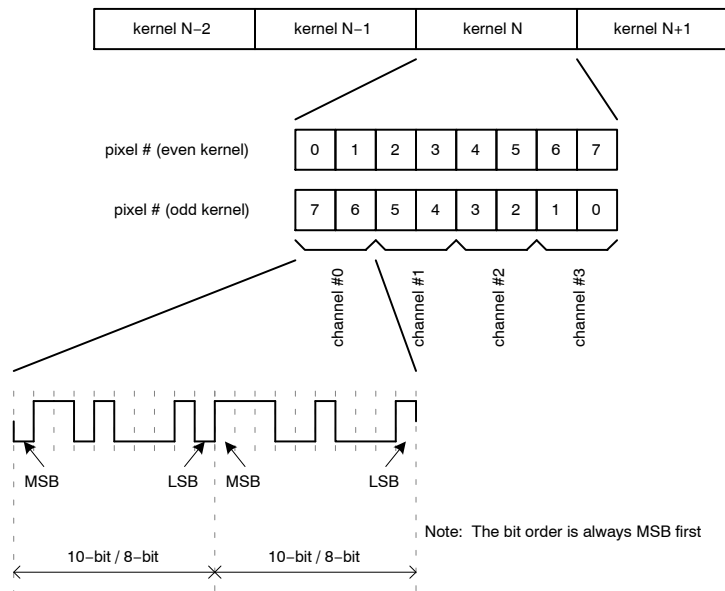 kernel N−2 kernel N−1 kernel N kernel N+1
pixel # (even kernel) 0 1 2 3 4 5 6 7
pixel # (odd kernel) 7 6 5 4 3 2 1 0
channel #0 channel #1 channel #2 channel #3
MSB LSB MSB LSB
Note: The bit order is always MSB first
10−bit / 8−bit 10−bit / 8−bit